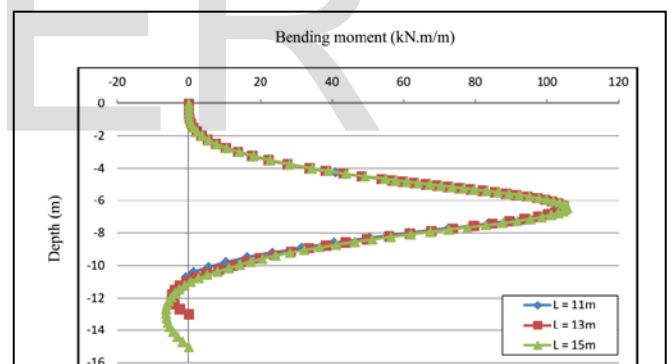 ER
Bending moment (kN.m/m)
-20 0 20 40 60 80 100 120
0
-2
-4
-6
-8
-10
-12
-14
-16
Depth (m)
L = 11m
L = 13m
L = 15m